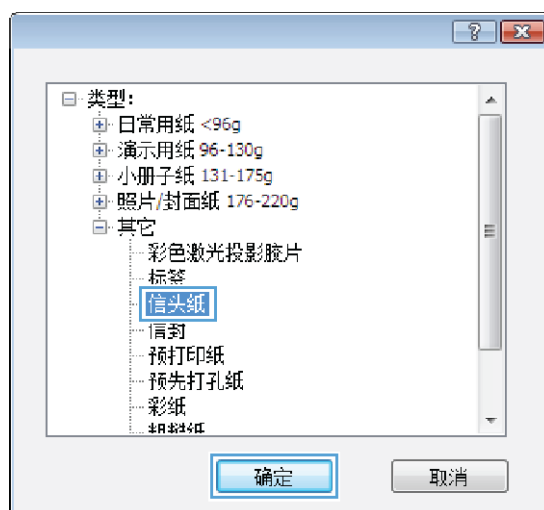 类型:
日常用纸 <96g
演示用纸 96-130g
小册子纸 131-175g
照片/封面纸 176-220g
其它
彩色激光投影胶片
标签
信头纸
信封
预打印纸
预先打孔纸
彩纸
粗糙纸
确定 取消